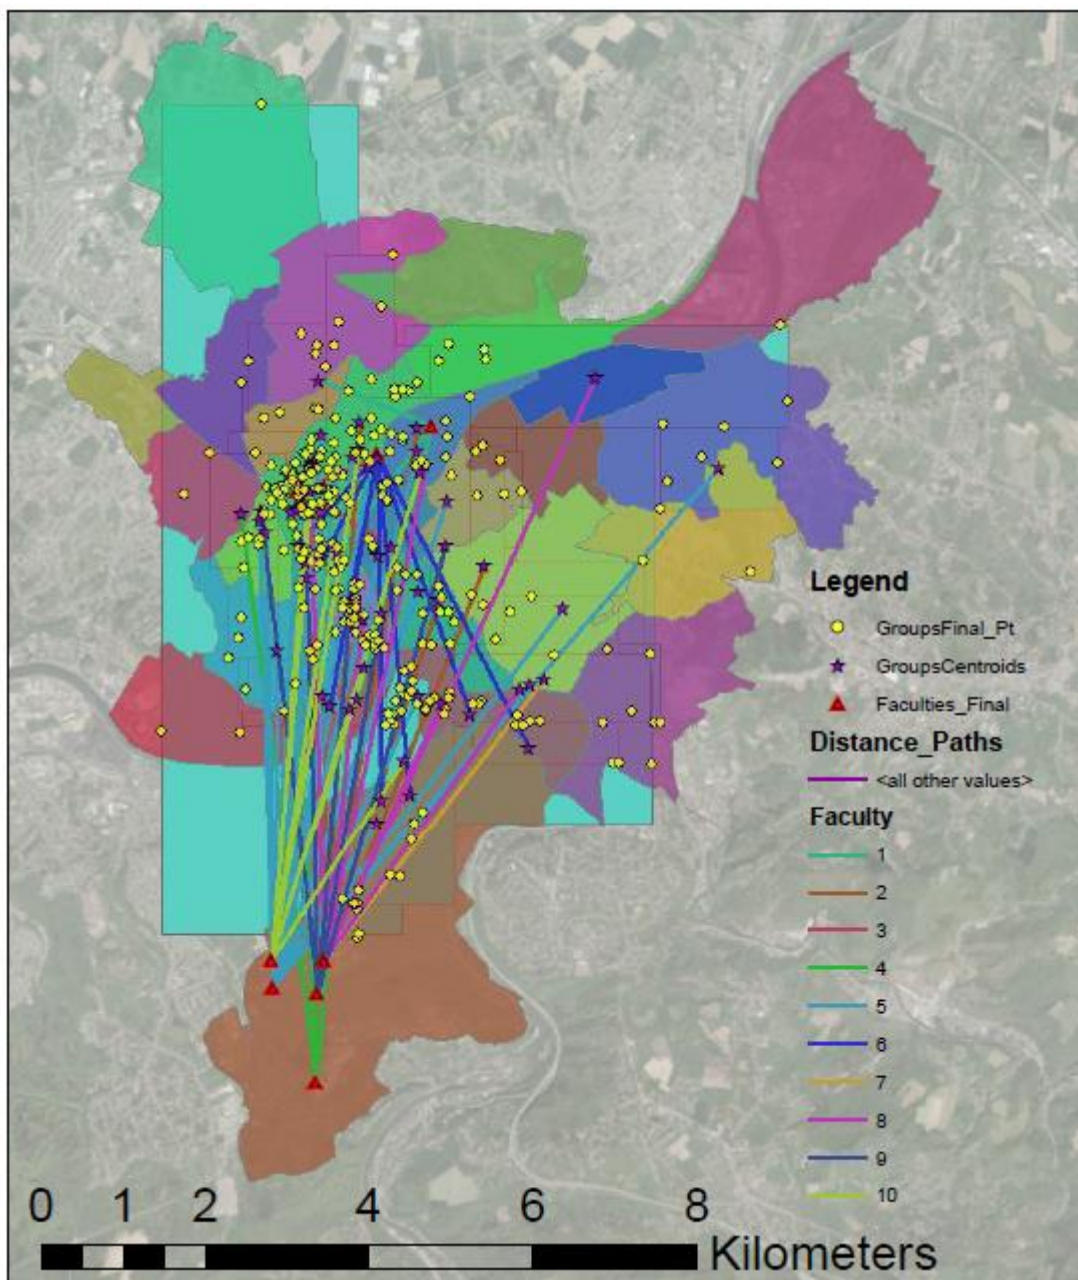 Legend
GroupsFinal_Pt
GroupsCentroids
Faculties_Final
Distance_Paths
<all other values>
Faculty
1
2
3
4
5
6
7
8
9
10
0 1 2 4 6 8
Kilometers